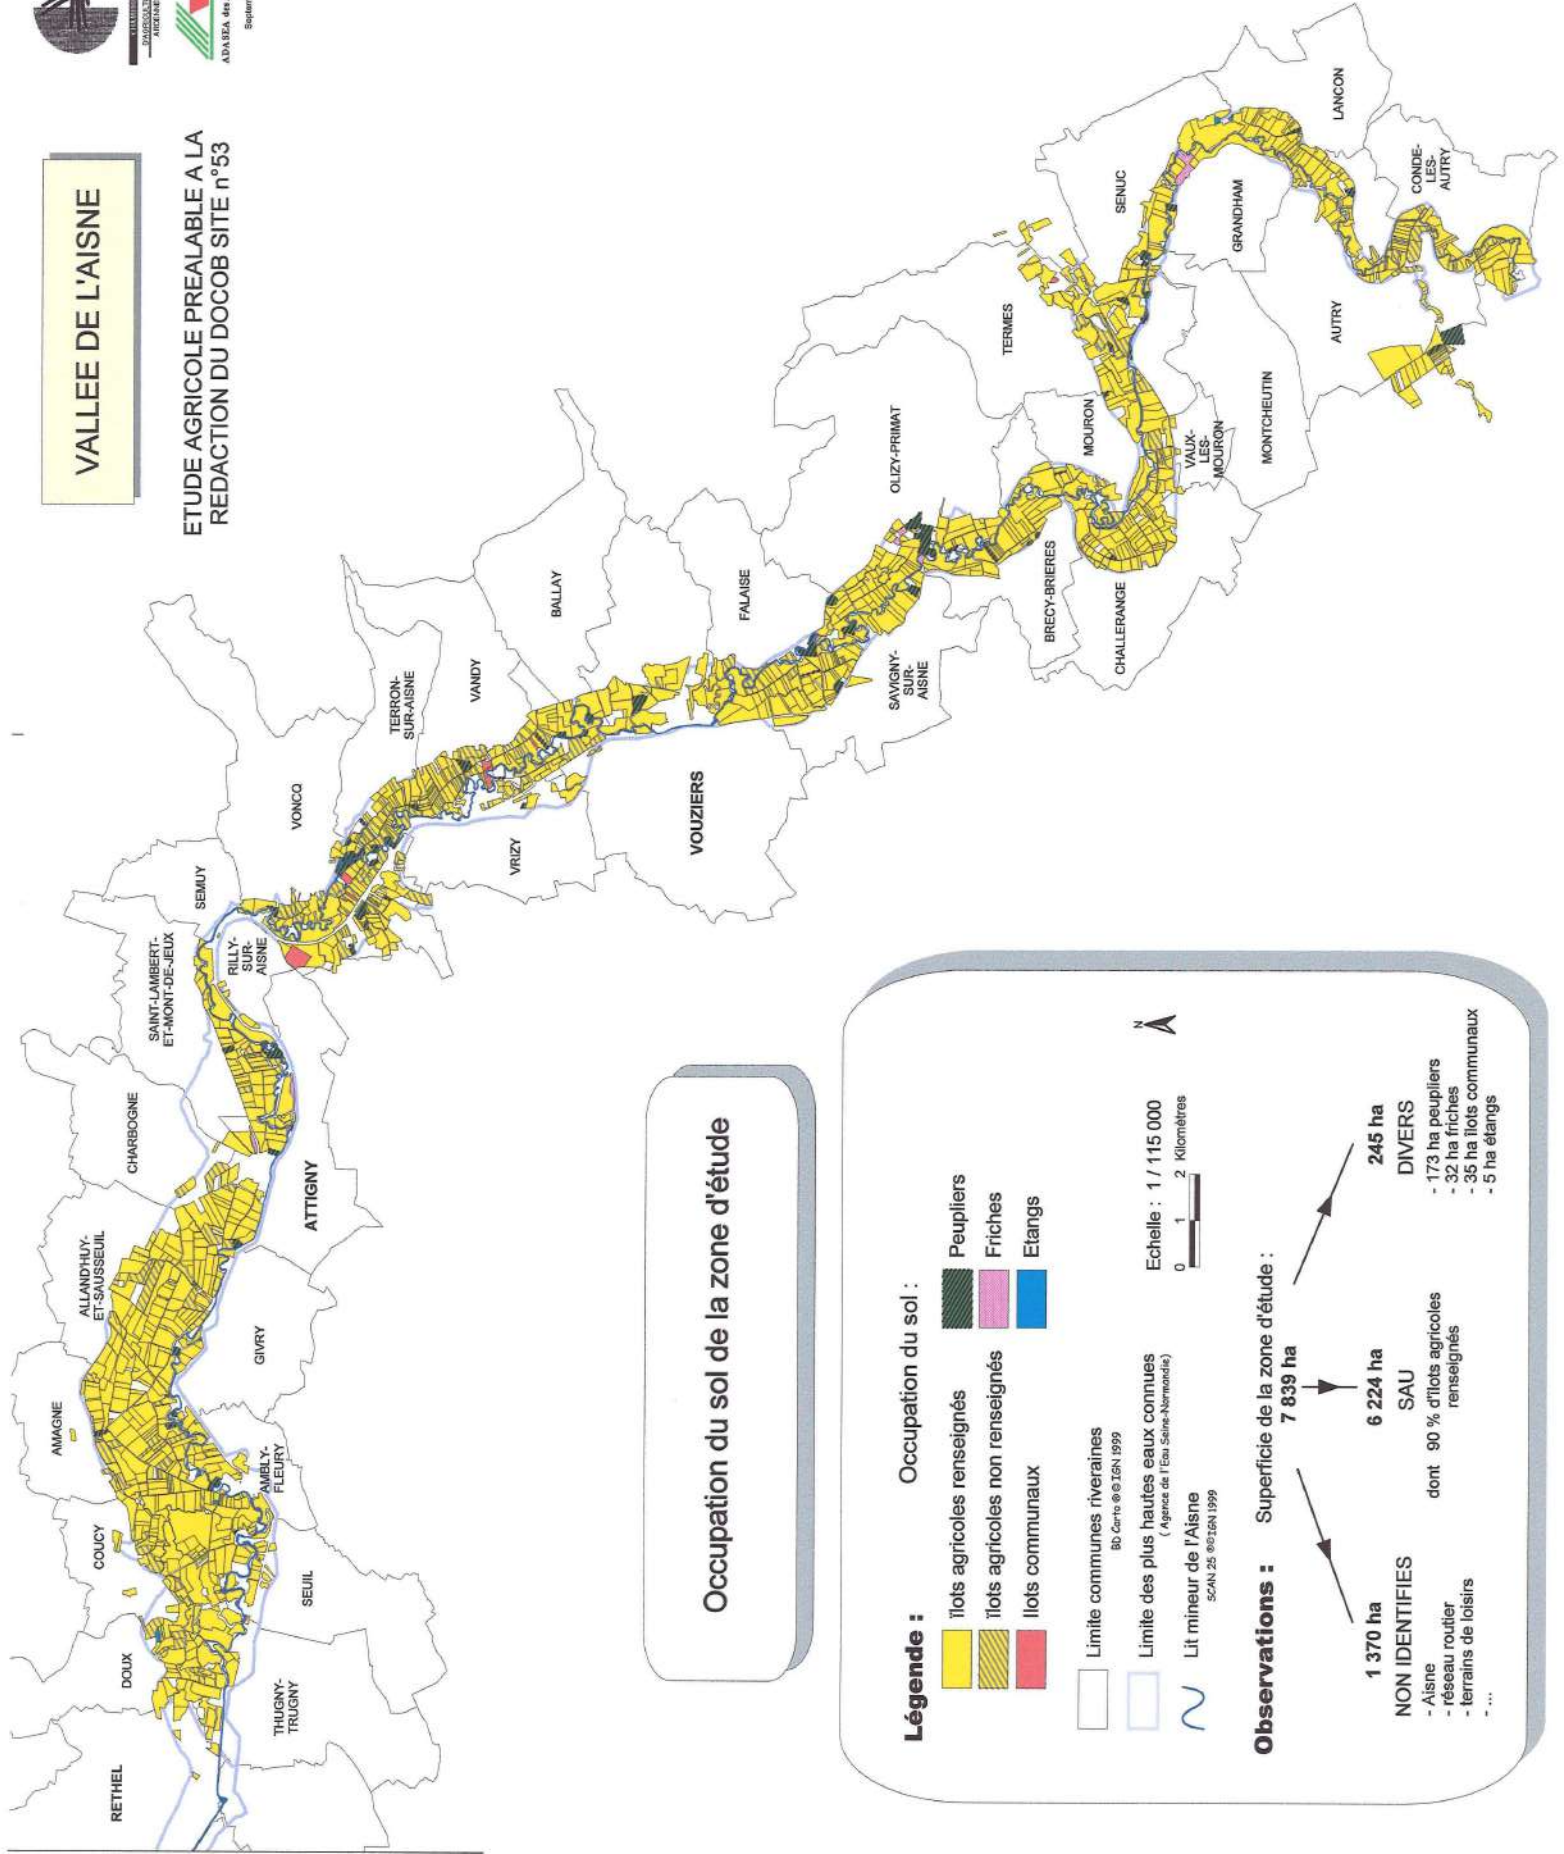 CHAMBRE
D'AGRICULTURE
ADASEA des
VALLEE DE L'AISNE
ETUDE AGRICOLE PREALABLE A LA
REDACTION DU DOCOB SITE n°53
RETHEL
DOUX
THUGNY-
TRUGNY
COUCY
SEUIL
AMAGNE
AMBLY-
FLEURY
ALLAND'HUY-
ET-SAUSSEUIL
GIVRY
CHARBOGNE
ATTIGNY
SAINT-LAMBERT-
ET-MONT-DE-JEUX
RILLY-
SUR-
AISNE
SEMUY
VONCQ
TERRON-
SUR-AISNE
VRIZY
VANDY
BALLAY
VOUZIERS
FALAISE
SAVIGNY-
SUR-
AISNE
OLIZY-PRIMAT
BRECY-BRIERES
CHALLERANGE
MOURON
TERMES
VAUX-
LES-
MOURON
MONTCHEUTIN
SENUC
GRANDHAM
AUTRY
LANCON
CONDE-
LES-
AUTRY
Occupation du sol de la zone d'étude
Légende :
Occupation du sol :
Ilots agricoles renseignés
Ilots agricoles non renseignés
Ilots communaux
Peupliers
Friches
Etangs
Limite communes riveraines
BD Carto ®©IGN 1999
Limite des plus hautes eaux connues
( Agence de l'Eau Seine-Normandie)
Lit mineur de l'Aisne
SCAN 25 ®©IGN1999
Echelle : 1 / 115 000
0 1 2 Kilomètres
N
Observations :
Superficie de la zone d'étude :
7 839 ha
1 370 ha
NON IDENTIFIES
- Aisne
- réseau routier
- terrains de loisirs
- ...
6 224 ha
SAU
dont 90 % d'îlots agricoles
renseignés
245 ha
DIVERS
- 173 ha peupliers
- 32 ha friches
- 35 ha îlots communaux
- 5 ha étangs